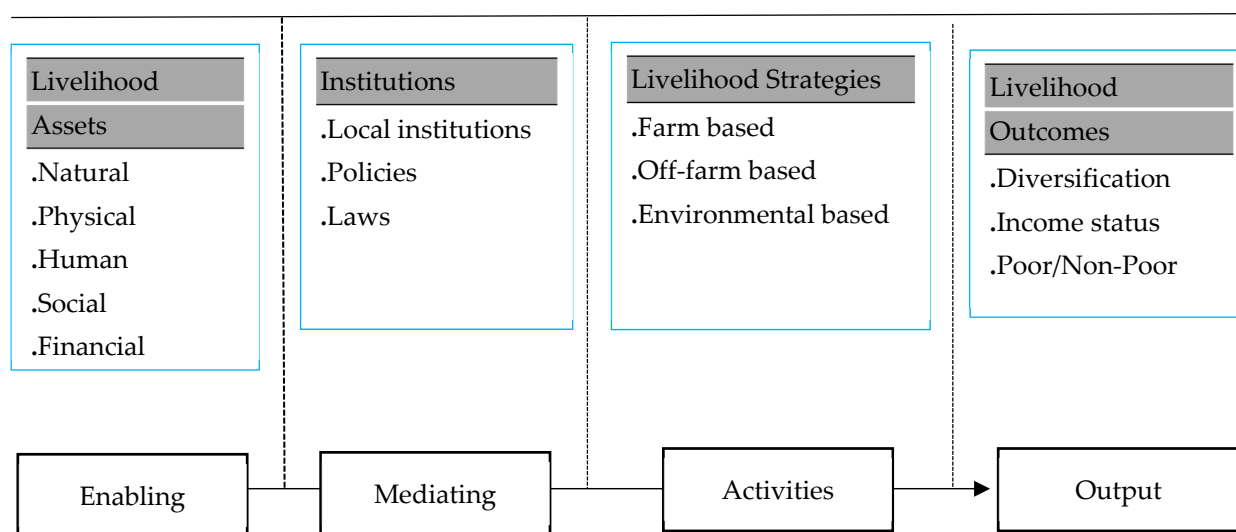 Livelihood
Assets
.Natural
.Physical
.Human
.Social
.Financial
Institutions
.Local institutions
.Policies
.Laws
Livelihood Strategies
.Farm based
.Off-farm based
.Environmental based
Livelihood
Outcomes
.Diversification
.Income status
.Poor/Non-Poor
Enabling
Mediating
Activities
Output